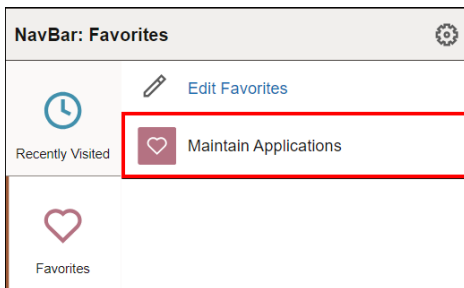 NavBar: Favorites
Recently Visited
Edit Favorites
Maintain Applications
Favorites